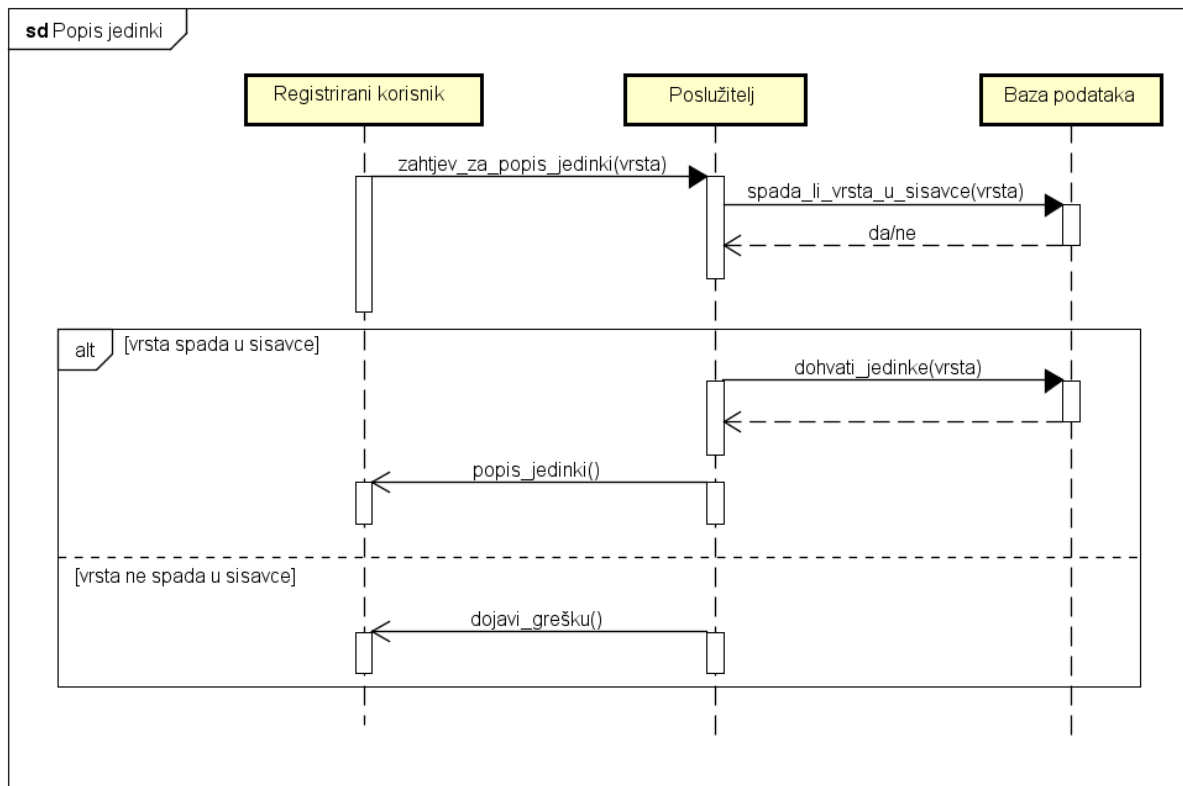 sd Popis jedinki
Registrirani korisnik
Poslužitelj
Baza podataka
zahtjev_za_popis_jedinki(vrsta)
spada_li_vrsta_u_sisavce(vrsta)
da/ne
alt
[vrsta spada u sisavce]
dohvati_jedinke(vrsta)
popis_jedinki()
[vrsta ne spada u sisavce]
dojavi_grešku()